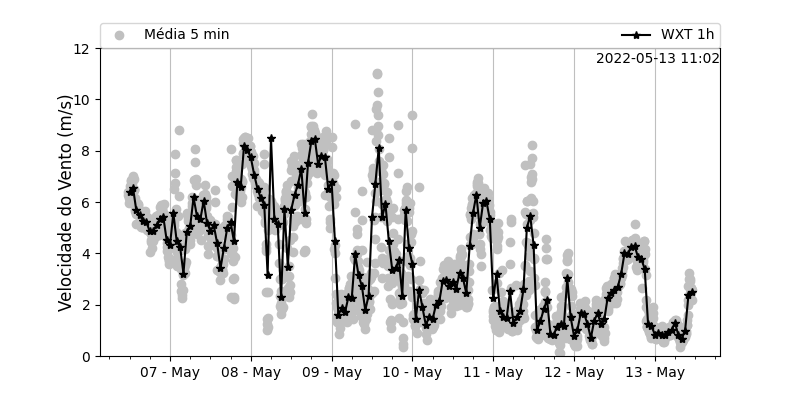 Média 5 min
WXT 1h
2022-05-13 11:02
Velocidade do Vento (m/s)
12
10
8
6
4
2
0
07 - May
08 - May
09 - May
10 - May
11 - May
12 - May
13 - May